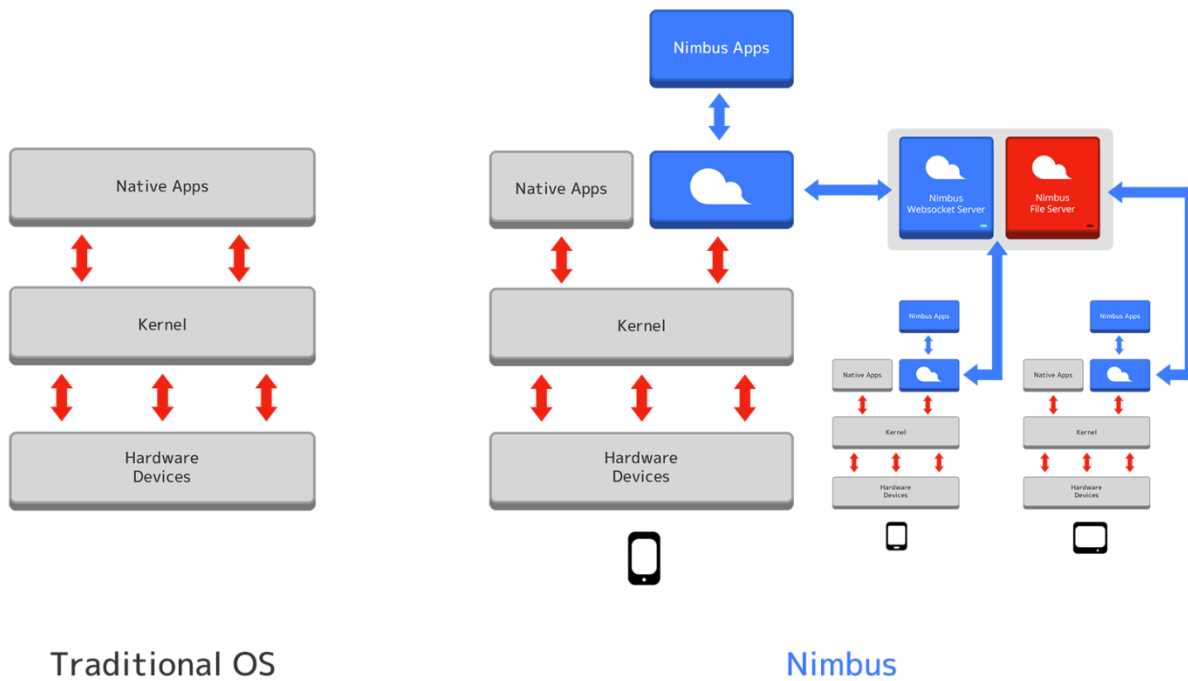 Native Apps
Kernel
Hardware
Devices
Traditional OS
Nimbus Apps
Native Apps
Kernel
Hardware
Devices
Nimbus
Websocket Server
Nimbus
File Server
Nimbus Apps
Native Apps
Kernel
Hardware
Devices
Nimbus Apps
Native Apps
Kernel
Hardware
Devices
Nimbus